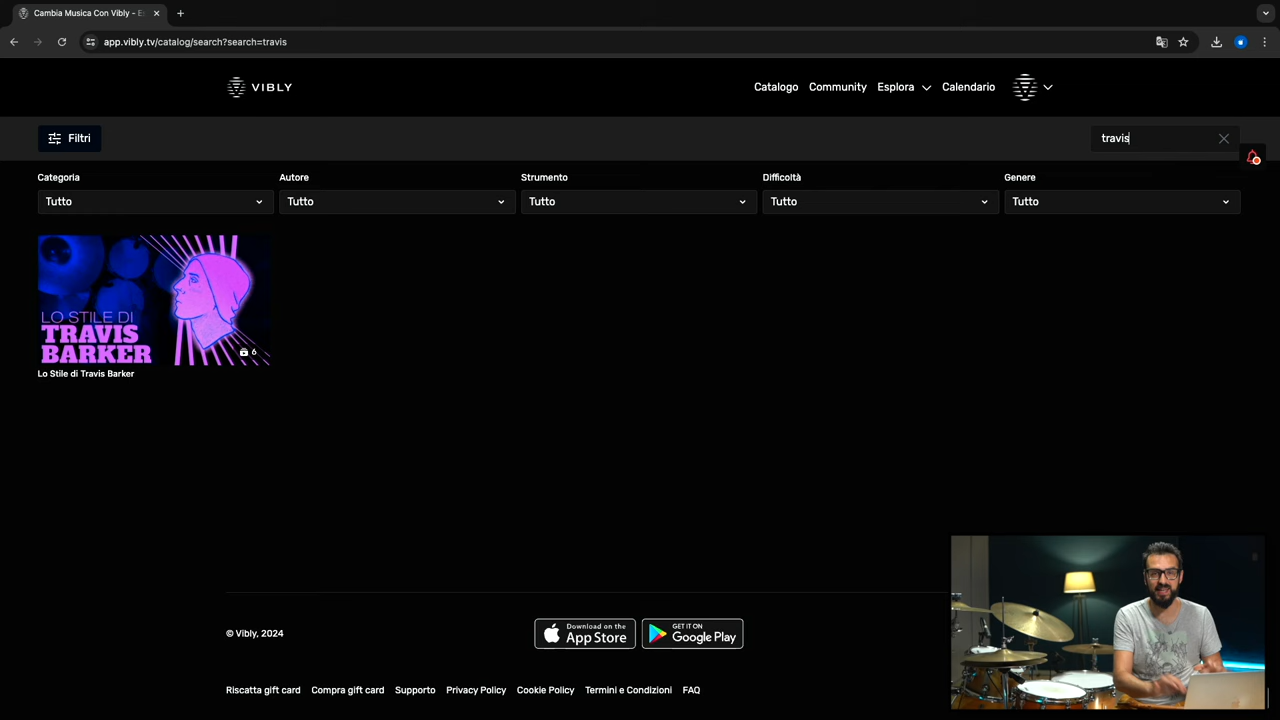 Cambia Musica Con Vibly - E
app.vibly.tv/catalog/search?search=travis
VIBLY
Catalogo
Community
Esplora
Calendario
Filtri
travis
Categoria
Autore
Strumento
Difficoltà
Genere
Tutto
Tutto
Tutto
Tutto
Tutto
LO STILE DI
TRAVIS
BARKER
6
Lo Stile di Travis Barker
© Vibly, 2024
Download on the
App Store
GET IT ON
Google Play
Riscatta gift card
Compra gift card
Supporto
Privacy Policy
Cookie Policy
Termini e Condizioni
FAQ